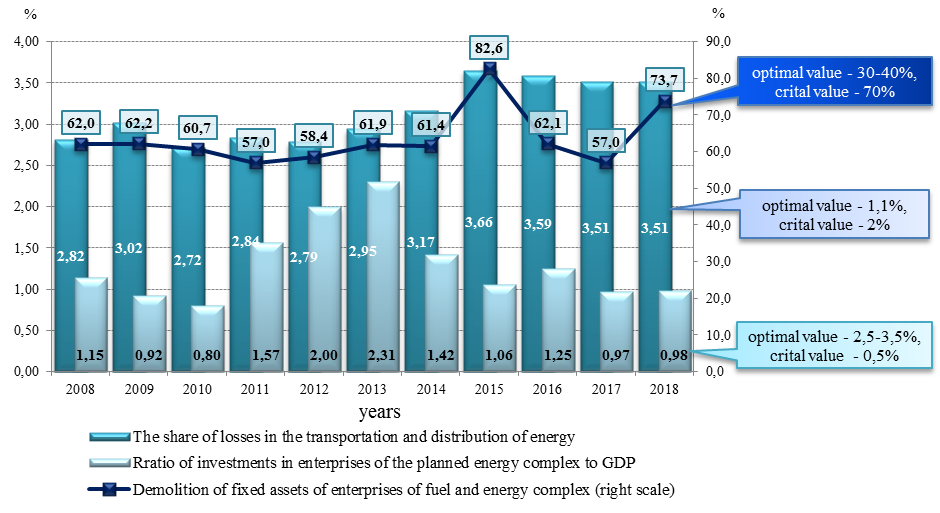 %
%
4,00
3,50
3,00
2,50
2,00
1,50
1,00
0,50
0,00
90,0
80,0
70,0
60,0
50,0
40,0
30,0
20,0
10,0
0,0
62,0 62,2 60,7 57,0 58,4 61,9 61,4 82,6 62,1 57,0 73,7
2,82 3,02 2,72 2,84 2,79 2,95 3,17 3,66 3,59 3,51 3,51
1,15 0,92 0,80 1,57 2,00 2,31 1,42 1,06 1,25 0,97 0,98
2008 2009 2010 2011 2012 2013 2014 2015 2016 2017 2018
years
optimal value - 30-40%,
crital value - 70%
optimal value - 1,1%,
crital value - 2%
optimal value - 2,5-3,5%,
crital value - 0,5%
The share of losses in the transportation and distribution of energy
Rratio of investments in enterprises of the planned energy complex to GDP
Demolition of fixed assets of enterprises of fuel and energy complex (right scale)